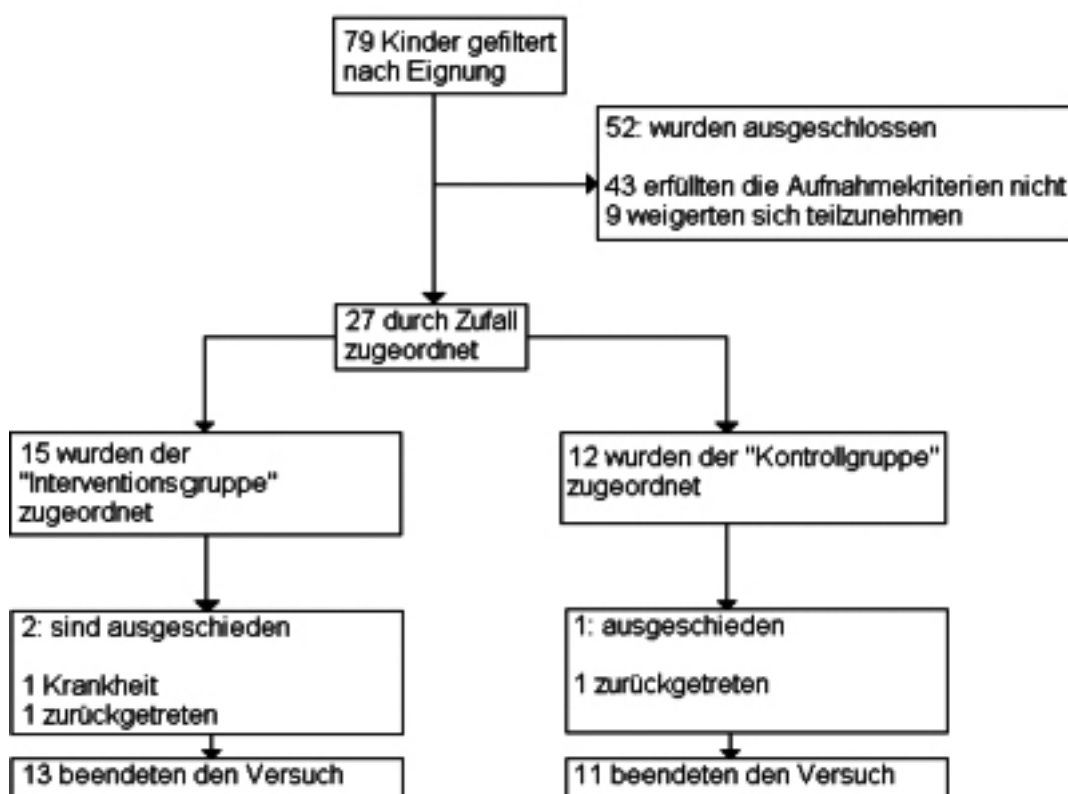 79 Kinder gefiltert
nach Eignung
52: wurden ausgeschlossen
43 erfüllten die Aufnahmekriterien nicht
9 weigerten sich teilzunehmen
27 durch Zufall
zugeordnet
15 wurden der
"Interventionsgruppe"
zugeordnet
12 wurden der "Kontrollgruppe"
zugeordnet
2: sind ausgeschieden
1 Krankheit
1 zurückgetreten
1: ausgeschieden
1 zurückgetreten
13 beendeten den Versuch
11 beendeten den Versuch